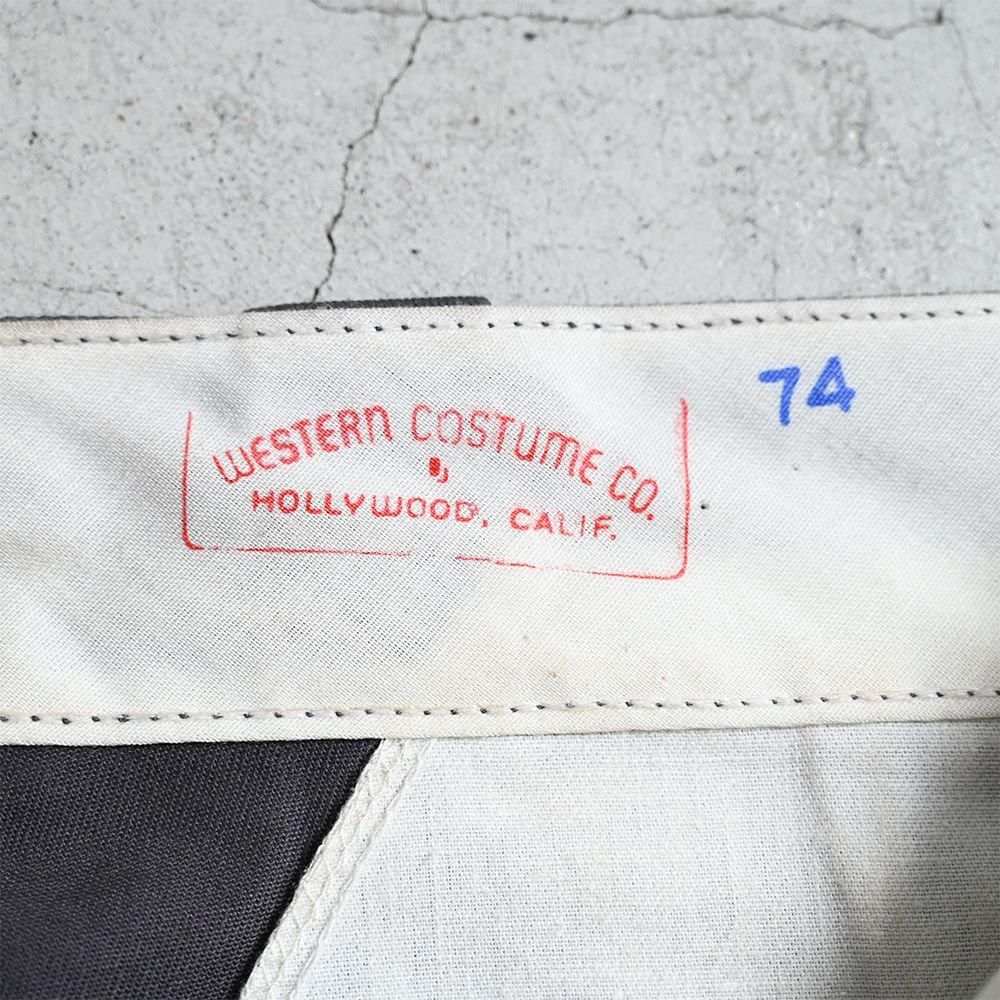 74
WESTERN COSTUME CO.
HOLLYWOOD, CALIF.